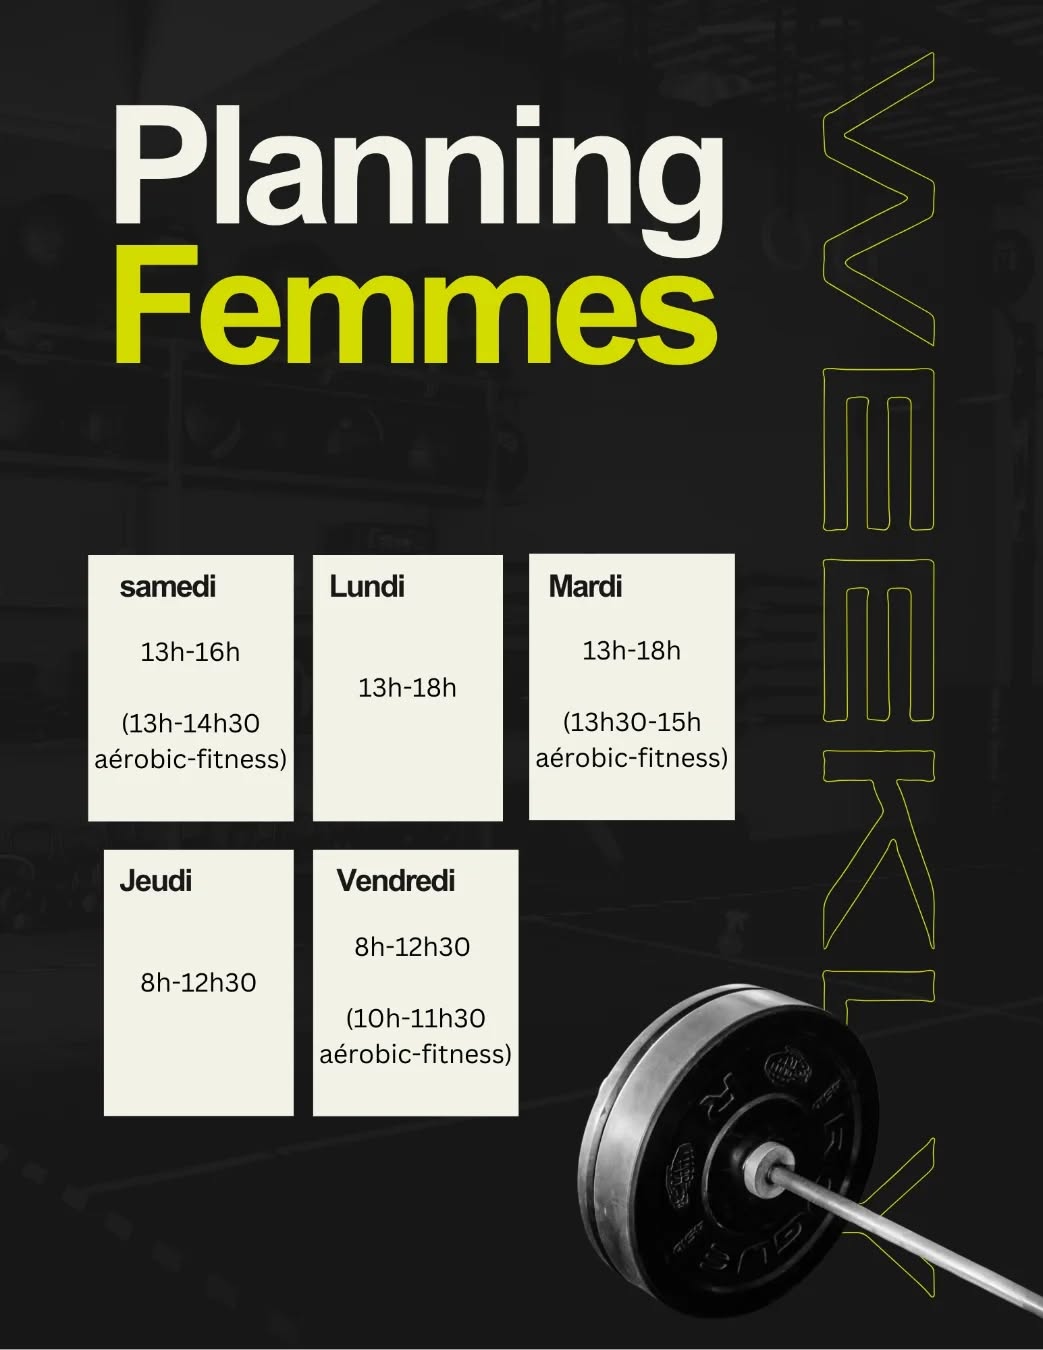 Planning
Femmes
WEEKLY
samedi
13h-16h
(13h-14h30
aérobic-fitness)
Lundi
13h-18h
Mardi
13h-18h
(13h30-15h
aérobic-fitness)
Jeudi
8h-12h30
Vendredi
8h-12h30
(10h-11h30
aérobic-fitness)
R